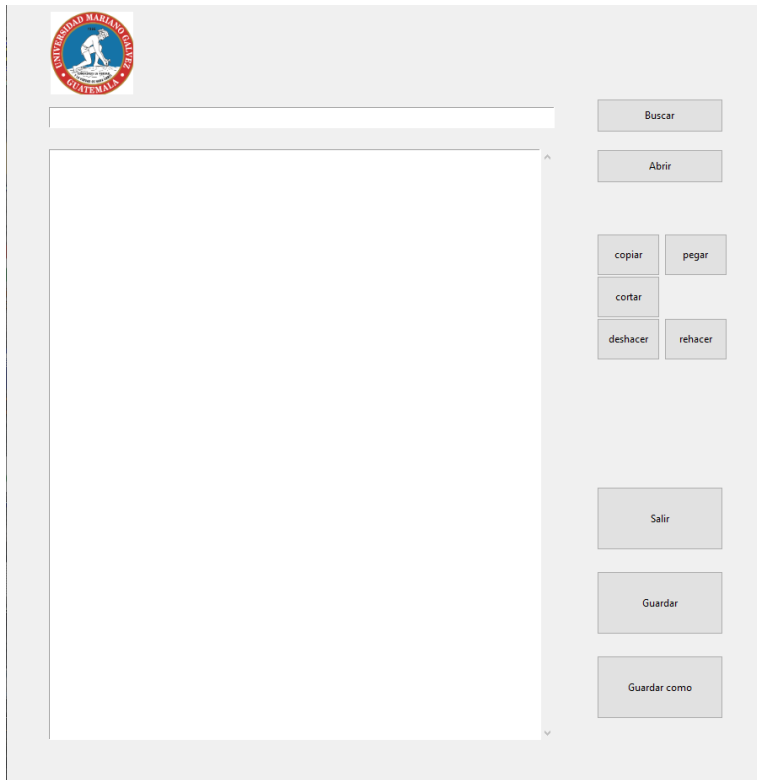 UNIVERSIDAD MARIANO GALVEZ
GUATEMALA
Buscar
Abrir
copiar pegar
cortar
deshacer rehacer
Salir
Guardar
Guardar como